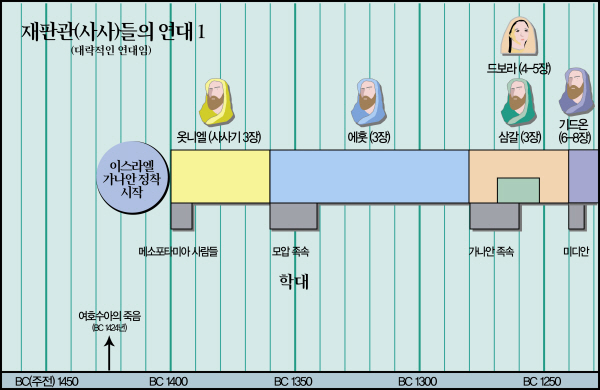 재판관(사사)들의 연대 1
(대략적인 연대임)
드보라 (4-5장)
옷니엘 (사사기 3장)
에훗 (3장)
삼갈 (3장)
기드온
(6-8장)
이스라엘
가나안 정착
시작
메소포타미아 사람들
모압 족속
가나안 족속
미디안
학대
여호수아의 죽음
(BC 1424년)
BC(주전) 1450
BC 1400
BC 1350
BC 1300
BC 1250